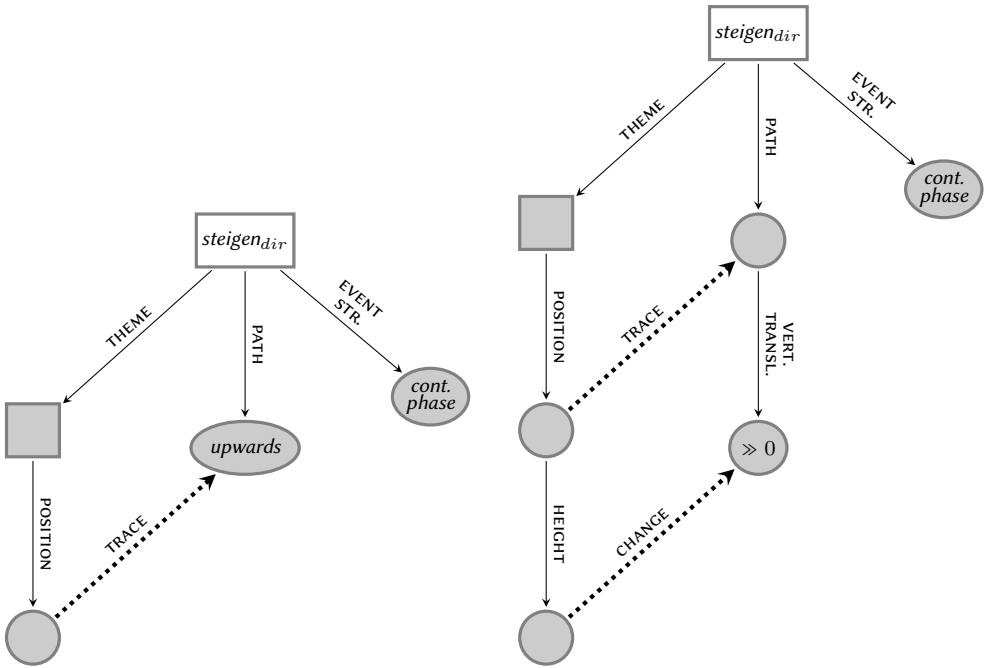 steigen_dir
THEME
PATH
EVENT
STR.
cont.
phase
upwards
POSITION
TRACE
steigen_dir
THEME
PATH
EVENT
STR.
cont.
phase
POSITION
TRACE
VERT.
TRANSL.
≫ 0
HEIGHT
CHANGE